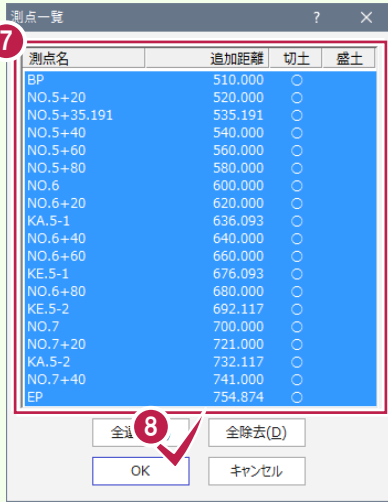 測点一覧 ? ×
7
測点名 追加距離 切土 盛土
BP 510.000 ○
NO.5+20 520.000 ○
NO.5+35.191 535.191 ○
NO.5+40 540.000 ○
NO.5+60 560.000 ○
NO.5+80 580.000 ○
NO.6 600.000 ○
NO.6+20 620.000 ○
KA.5-1 636.093 ○
NO.6+40 640.000 ○
NO.6+60 660.000 ○
KE.5-1 676.093 ○
NO.6+80 680.000 ○
KE.5-2 692.117 ○
NO.7 700.000 ○
NO.7+20 721.000 ○
KA.5-2 732.117 ○
NO.7+40 741.000 ○
EP 754.874 ○
8
全 全除去(D)
OK キャンセル